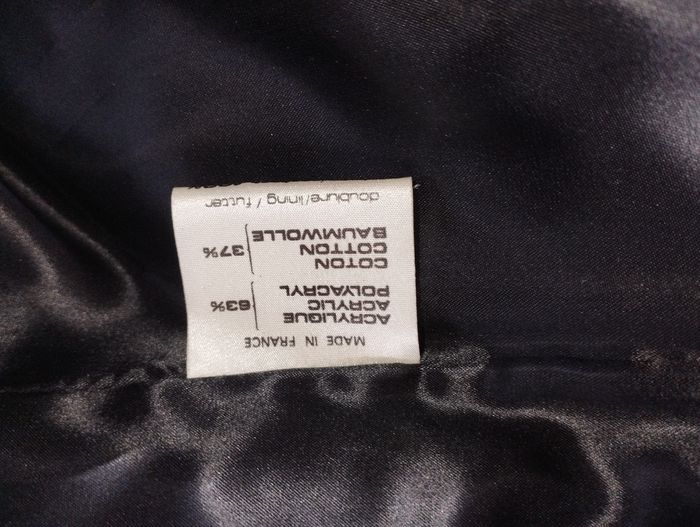 MADE IN FRANCE
ACRYLIQUE
ACRYLIC 63%
POLYACRYL
COTON
COTTON 37%
BAUMWOLLE
doublure/lining / futter